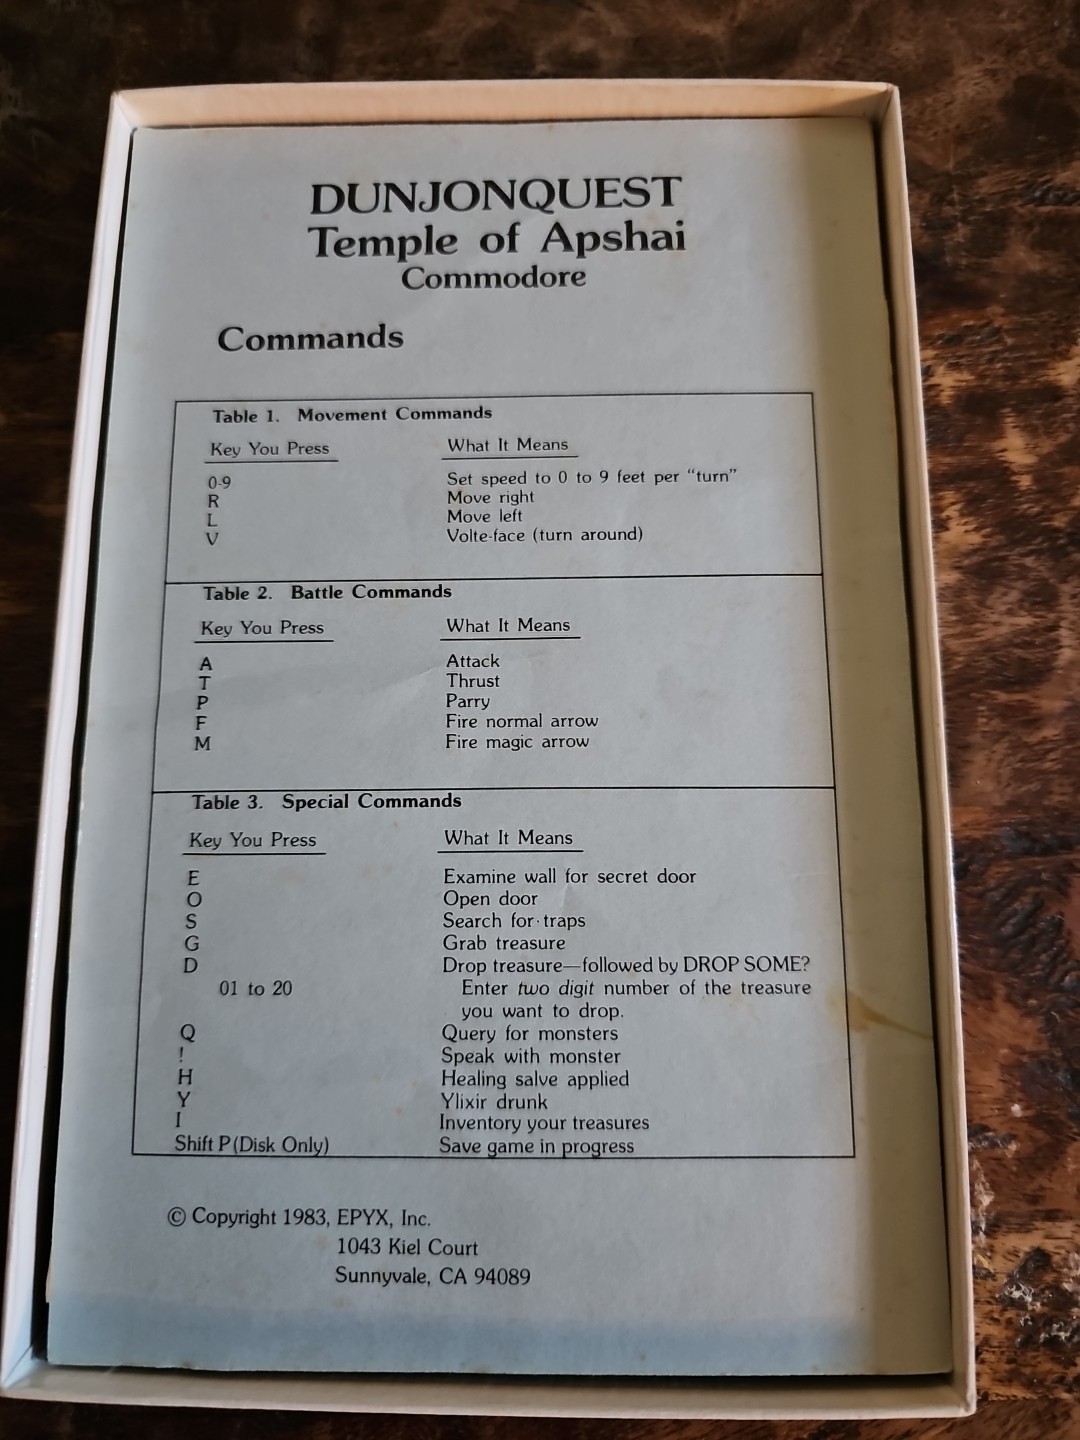 DUNJONQUEST
Temple of Apshai
Commodore
Commands
Table 1. Movement Commands
Key You Press What It Means
0-9 Set speed to 0 to 9 feet per “turn”
R Move right
L Move left
V Volte-face (turn around)
Table 2. Battle Commands
Key You Press What It Means
A Attack
T Thrust
P Parry
F Fire normal arrow
M Fire magic arrow
Table 3. Special Commands
Key You Press What It Means
E Examine wall for secret door
O Open door
S Search for traps
G Grab treasure
D Drop treasure—followed by DROP SOME?
01 to 20 Enter two digit number of the treasure
you want to drop.
Q Query for monsters
! Speak with monster
H Healing salve applied
Y Ylixir drunk
I Inventory your treasures
Shift P (Disk Only) Save game in progress
© Copyright 1983, EPYX, Inc.
1043 Kiel Court
Sunnyvale, CA 94089